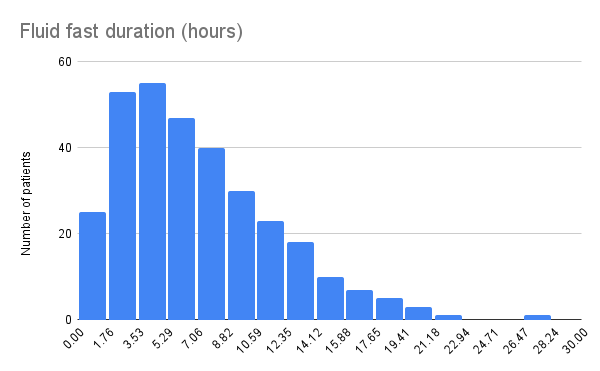 Fluid fast duration (hours)
Number of patients
60
40
20
0
0.00 1.76 3.53 5.29 7.06 8.82 10.59 12.35 14.12 15.88 17.65 19.41 21.18 22.94 24.71 26.47 28.24 30.00